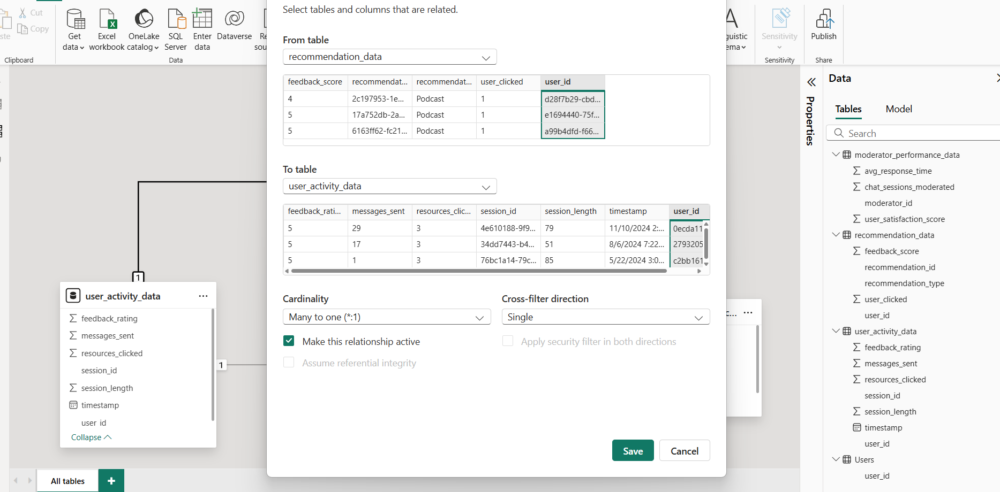 Cut
Copy
Clipboard
Get data
Excel workbook
OneLake catalog
SQL Server
Enter data
Dataverse
Data
Sensitivity
Sensitivity
Publish
Share
Select tables and columns that are related.
From table
recommendation_data
feedback_score recommendat... recommendat... user_clicked user_id
4 2c197953-1e... Podcast 1 d28f7b29-cbd...
5 17a752db-2a... Podcast 1 e1694440-75f...
5 6163ff62-fc21... Podcast 1 a99b4dfd-f66...
To table
user_activity_data
feedback_rati... messages_sent resources_clic... session_id session_length timestamp user_id
5 29 3 4e610188-9f9... 79 11/10/2024 2:... 0ecda11
5 17 3 34dd7443-b4... 51 8/6/2024 7:22... 2793205
5 1 3 76bc1a14-79c... 85 5/22/2024 3:0... c2bb161
Cardinality
Many to one (*:1)
Cross-filter direction
Single
Make this relationship active
Apply security filter in both directions
Assume referential integrity
Save
Cancel
1
user_activity_data
feedback_rating
messages_sent
resources_clicked
session_id
session_length
timestamp
user_id
Collapse
1
c...
All tables
Properties
Data
Tables Model
Search
moderator_performance_data
avg_response_time
chat_sessions_moderated
moderator_id
user_satisfaction_score
recommendation_data
feedback_score
recommendation_id
recommendation_type
user_clicked
user_id
user_activity_data
feedback_rating
messages_sent
resources_clicked
session_id
session_length
timestamp
user_id
Users
user_id